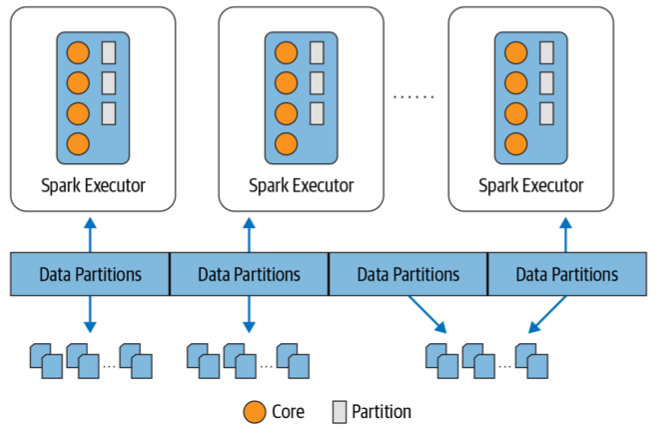 Spark Executor
Spark Executor
......
Spark Executor
Data Partitions
Data Partitions
Data Partitions
Data Partitions
...
...
...
Core
Partition